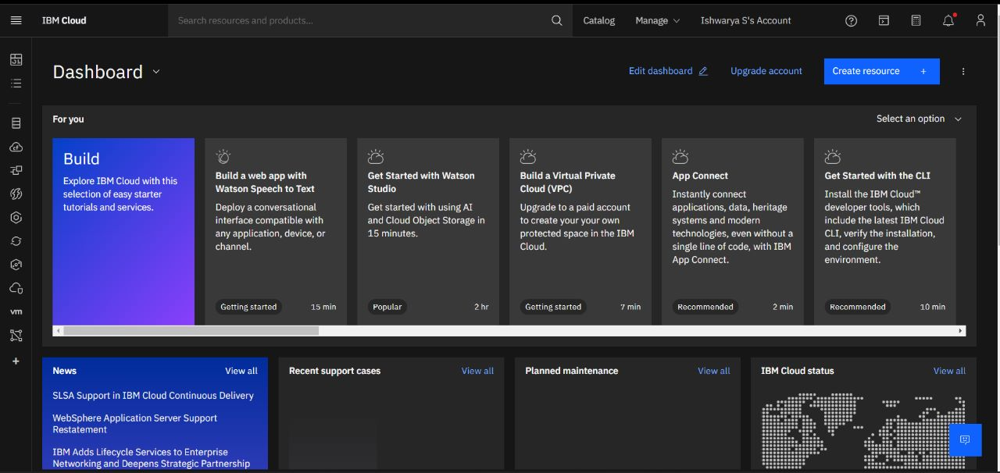 IBM Cloud
Search resources and products...
Catalog
Manage
Ishwarya S's Account
Dashboard
Edit dashboard
Upgrade account
Create resource +
For you
Select an option
Build
Explore IBM Cloud with this
selection of easy starter
tutorials and services.
Build a web app with
Watson Speech to Text
Deploy a conversational
interface compatible with
any application, device, or
channel.
Getting started
15 min
Get Started with Watson
Studio
Get started with using AI
and Cloud Object Storage in
15 minutes.
Popular
2 hr
Build a Virtual Private
Cloud (VPC)
Upgrade to a paid account
to create your your own
protected space in the IBM
Cloud.
Getting started
7 min
App Connect
Instantly connect
applications, data, heritage
systems and modern
technologies, even without a
single line of code, with IBM
App Connect.
Recommended
2 min
Get Started with the CLI
Install the IBM Cloud™
developer tools, which
include the latest IBM Cloud
CLI, verify the installation,
and configure the
environment.
Recommended
10 min
vm
News
View all
SLSA Support in IBM Cloud Continuous Delivery
WebSphere Application Server Support
Restatement
IBM Adds Lifecycle Services to Enterprise
Networking and Deepens Strategic Partnership
Recent support cases
View all
Planned maintenance
View all
IBM Cloud status
View all